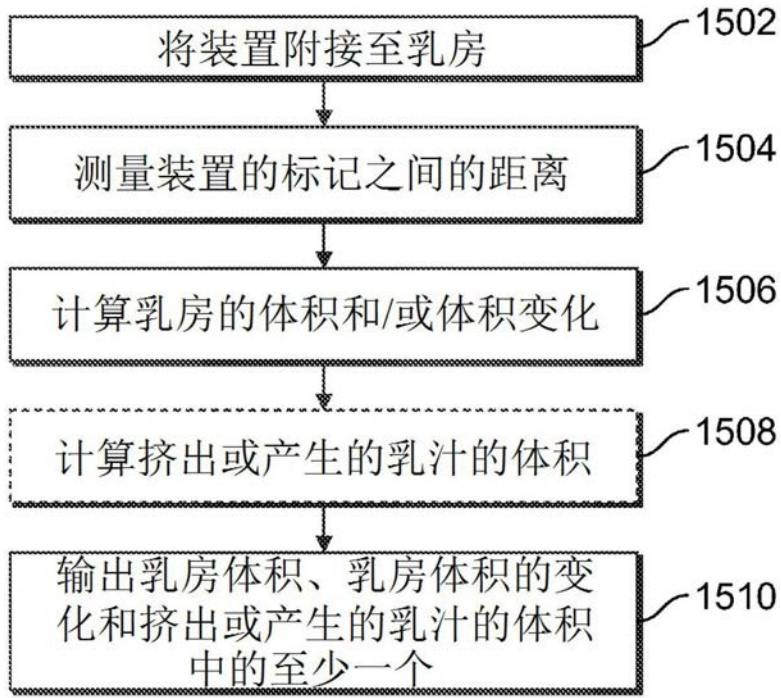 将装置附接至乳房
1502
测量装置的标记之间的距离
1504
计算乳房的体积和/或体积变化
1506
计算挤出或产生的乳汁的体积
1508
输出乳房体积、乳房体积的变
化和挤出或产生的乳汁的体积
中的至少一个
1510